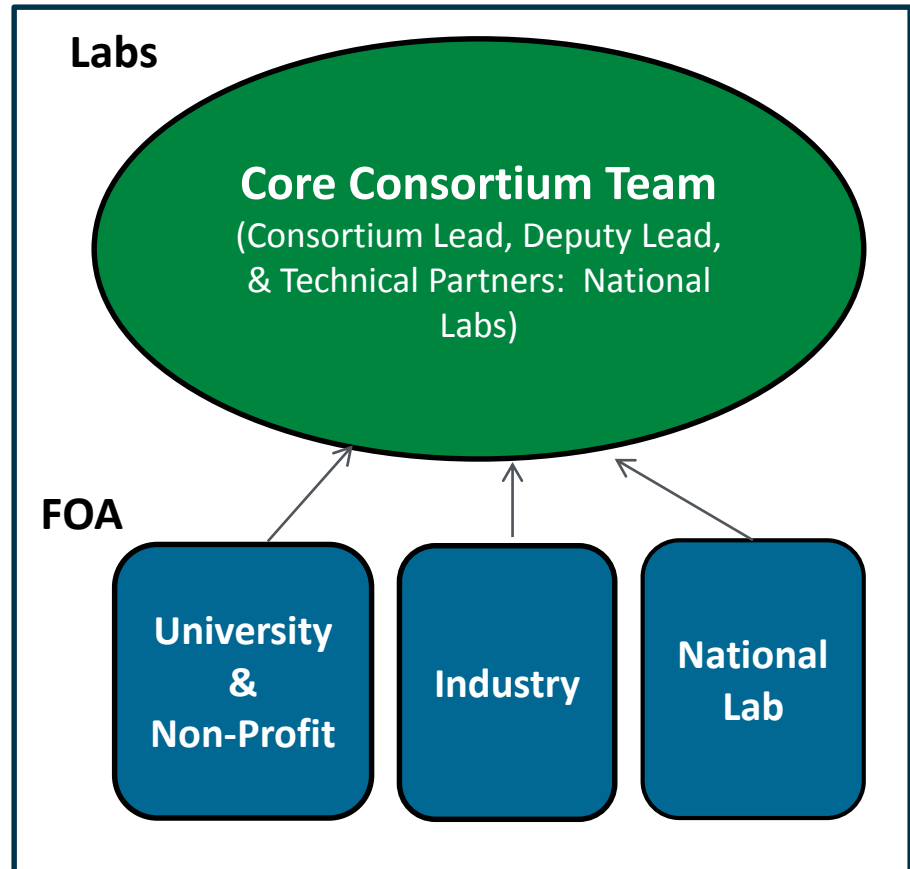 Labs
Core Consortium Team
(Consortium Lead, Deputy Lead,
& Technical Partners:  National
Labs)
FOA
University
&
Non-Profit
Industry
National
Lab